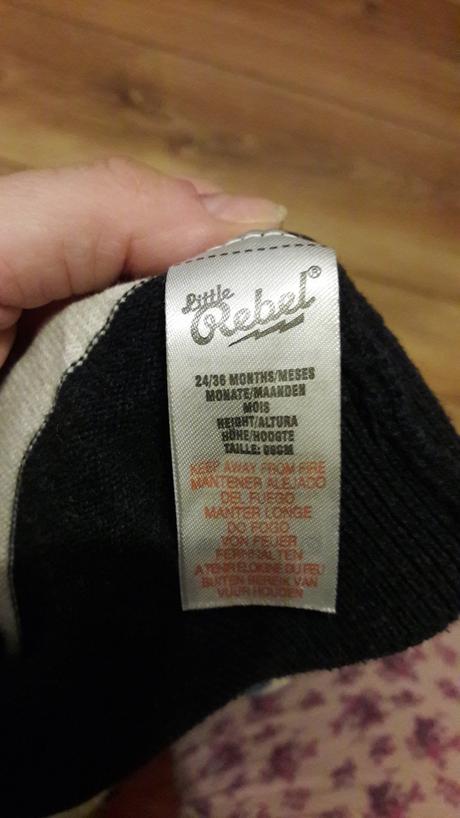 Little
Rebel®
24/36 MONTHS/MESES
MONATE/MAANDEN
MOIS
HEIGHT/ALTURA
HÖHE/HOOGTE
TAILLE: 98CM
KEEP AWAY FROM FIRE
MANTENER ALEJADO
DEL FUEGO
MANTER LONGE
DO FOGO
VON FEUER
FERNHALTEN
A TENIR ELOKINE DU FEU
BUITEN BEREIK VAN
VUUR HOUDEN